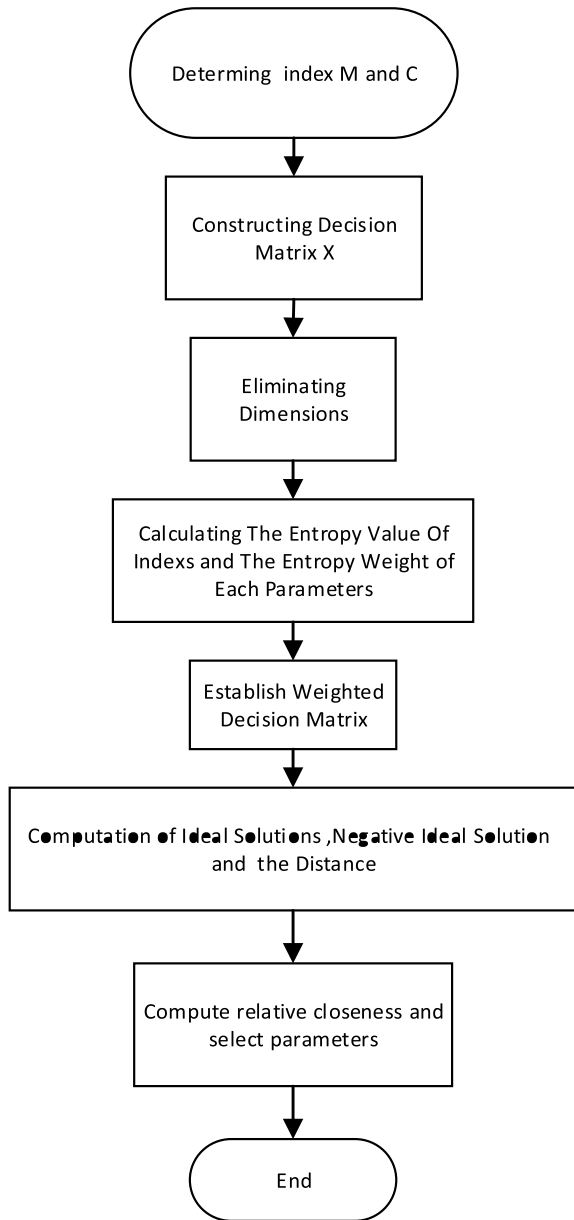 Determing index M and C
Constructing Decision
Matrix X
Eliminating
Dimensions
Calculating The Entropy Value Of
Indexs and The Entropy Weight of
Each Parameters
Establish Weighted
Decision Matrix
Computation of Ideal Solutions ,Negative Ideal Solution
and the Distance
Compute relative closeness and
select parameters
End